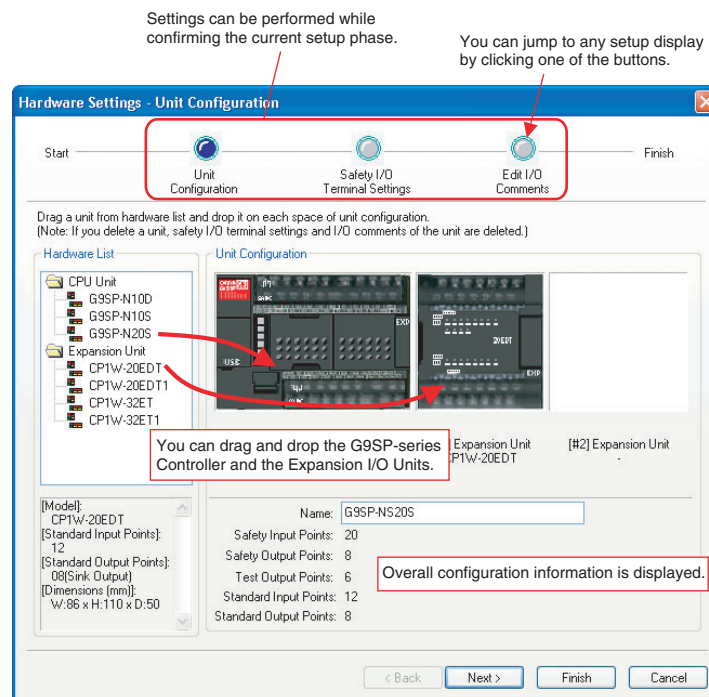 Settings can be performed while
confirming the current setup phase.
You can jump to any setup display
by clicking one of the buttons.
Hardware Settings - Unit Configuration
Start
Unit
Configuration
Safety I/O
Terminal Settings
Edit I/O
Comments
Finish
Drag a unit from hardware list and drop it on each space of unit configuration.
(Note: If you delete a unit, safety I/O terminal settings and I/O comments of the unit are deleted.)
Hardware List
CPU Unit
G9SP-N10D
G9SP-N10S
G9SP-N20S
Expansion Unit
CP1W-20EDT
CP1W-20EDT1
CP1W-32ET
CP1W-32ET1
Unit Configuration
USB
EXP
20EDT
EXP
You can drag and drop the G9SP-series
Controller and the Expansion I/O Units.
] Expansion Unit
CP1W-20EDT
[#2] Expansion Unit
-
[Model]:
CP1W-20EDT
[Standard Input Points]:
12
[Standard Output Points]:
08(Sink Output)
[Dimensions (mm)]:
W:86 x H:110 x D:50
Name: G9SP-NS20S
Safety Input Points: 20
Safety Output Points: 8
Test Output Points: 6
Standard Input Points: 12
Standard Output Points: 8
Overall configuration information is displayed.
< Back
Next >
Finish
Cancel